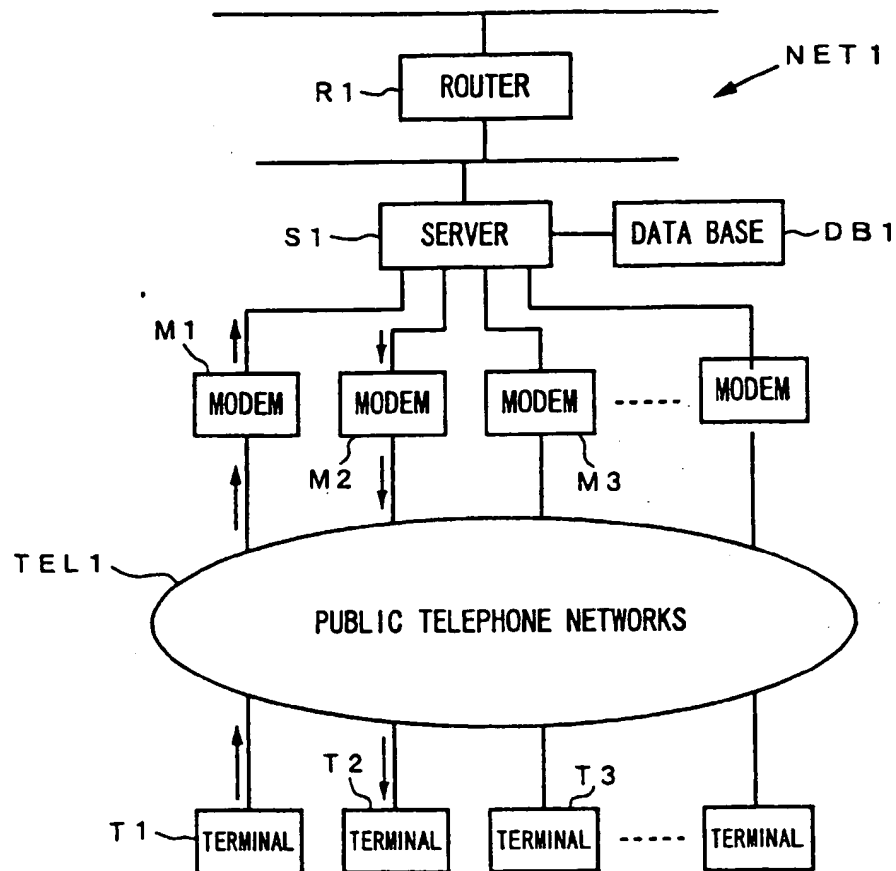 NET1
R1 ROUTER
S1 SERVER DATA BASE DB1
M1
MODEM MODEM MODEM ----- MODEM
M2 M3
TEL1
PUBLIC TELEPHONE NETWORKS
T2 T3
T1 TERMINAL TERMINAL TERMINAL ----- TERMINAL